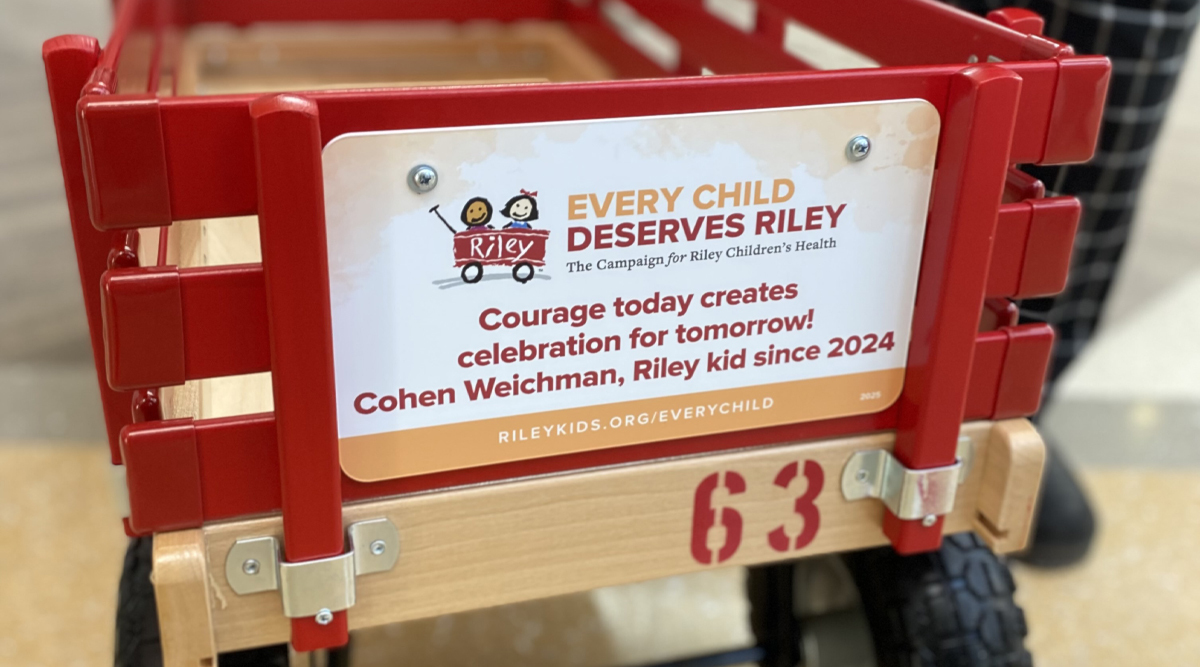 Riley
EVERY CHILD
DESERVES RILEY
The Campaign for Riley Children's Health
Courage today creates
celebration for tomorrow!
Cohen Weichman, Riley kid since 2024
RILEYKIDS.ORG/EVERYCHILD
2025
63